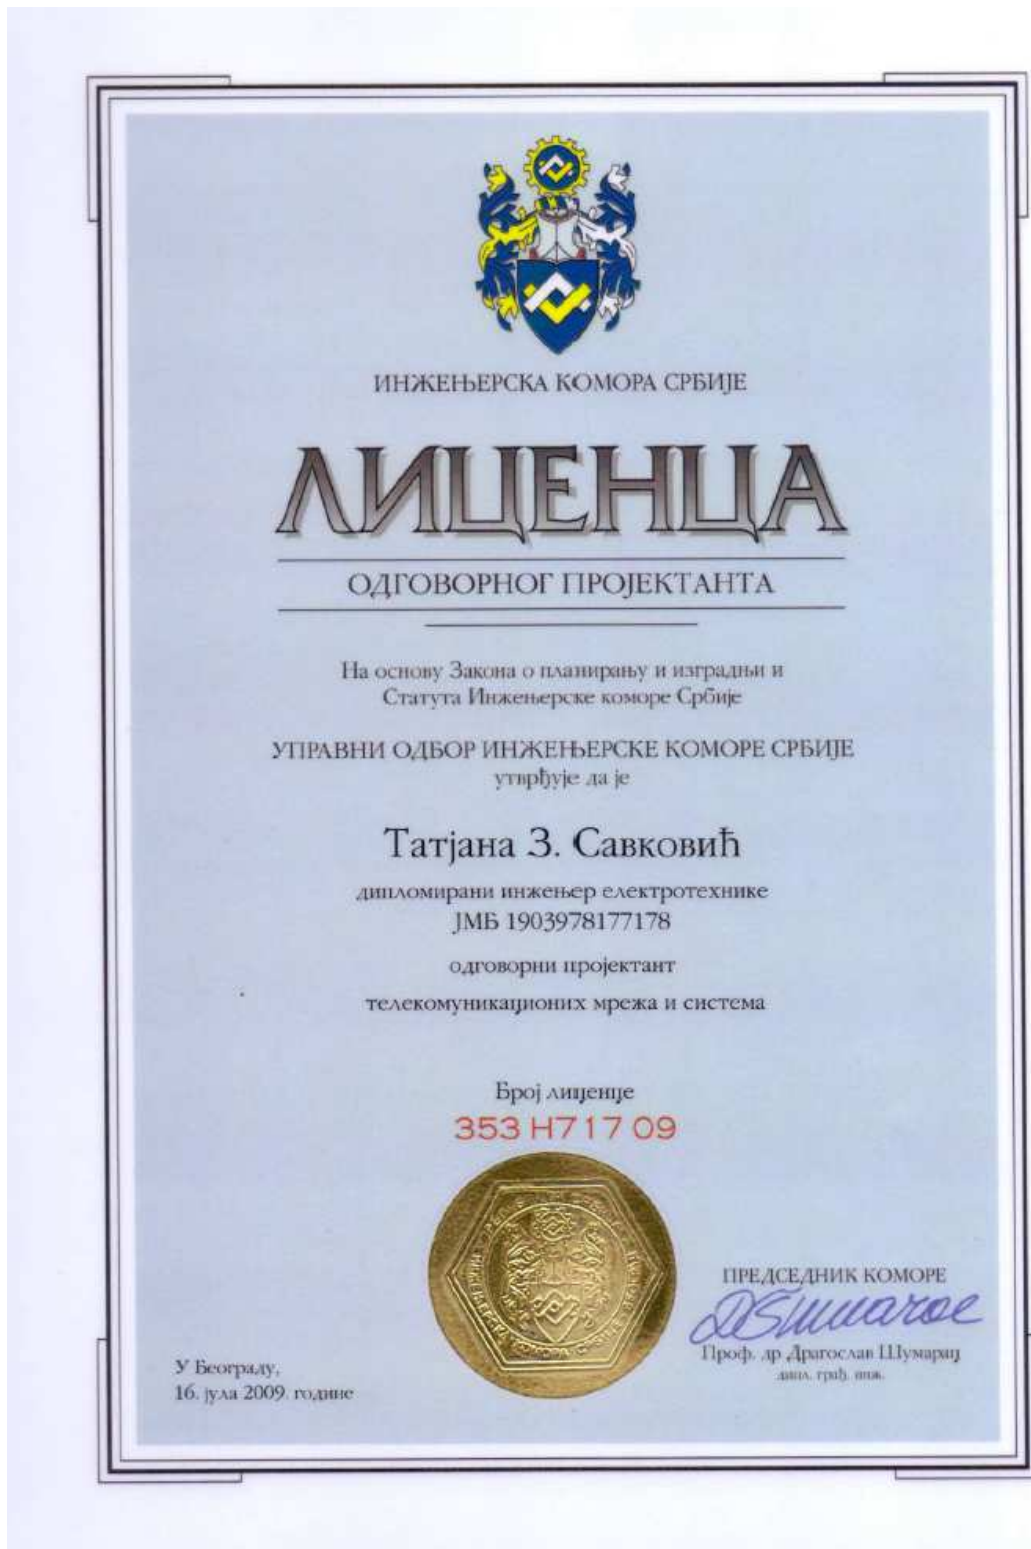 ИНЖЕЊЕРСКА КОМОРА СРБИЈЕ
ЛИЦЕНЦА
ОДГОВОРНОГ ПРОЈЕКТАНТА
На основу Закона о планирању и изградњи и
Статута Инжењерске коморе Србије
УПРАВНИ ОДБОР ИНЖЕЊЕРСКЕ КОМОРЕ СРБИЈЕ
утврђује да је
Татјана З. Савковић
дипломирани инжењер електротехнике
ЈМБ 1903978177178
одговорни пројектант
телекомуникационих мрежа и система
Број лиценце
353 H717 09
ПРЕДСЕДНИК КОМОРЕ
Проф. др Драгослав Шумарац
дипл. грађ. инж.
У Београду,
16. јула 2009. године